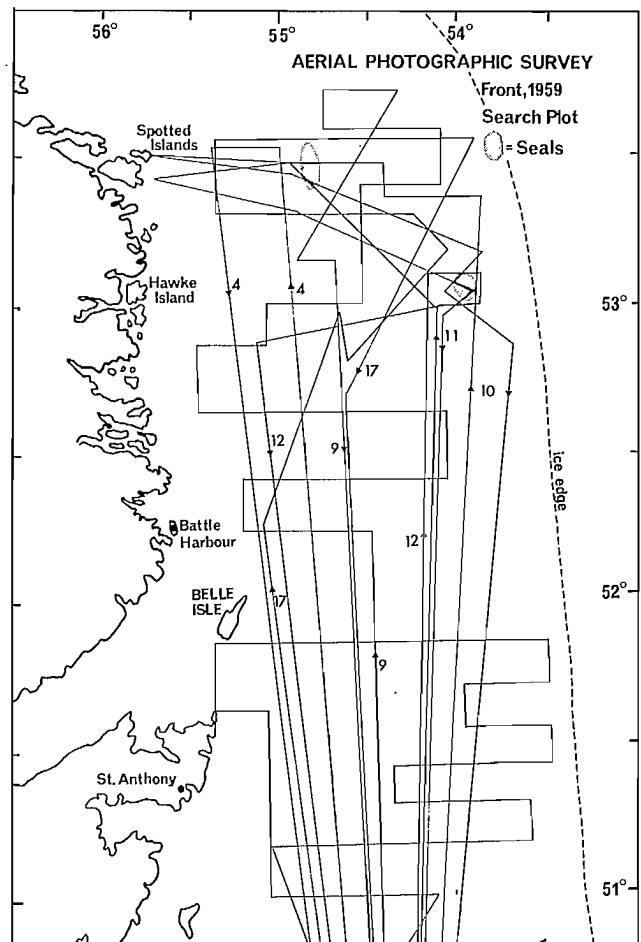 56°
55°
54°
AERIAL PHOTOGRAPHIC SURVEY
Front, 1959
Search Plot
= Seals
Spotted
Islands
Hawke
Island
4
4
53°
11
17
10
12
9
ice edge
12
Battle
Harbour
BELLE
ISLE
17
52°
9
St. Anthony
51°